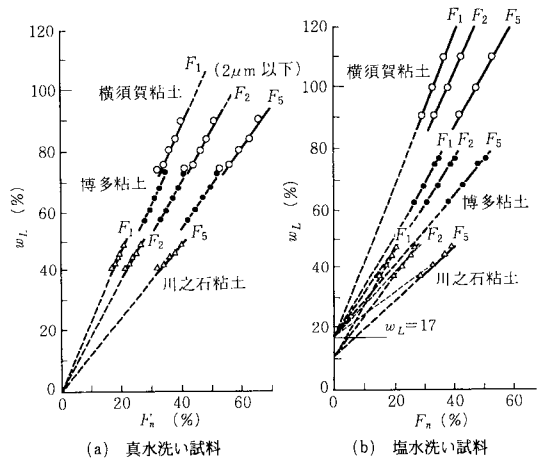 120
100
80
60
40
20
0
w_L (%)
F_1 (2μm 以下)
F_2
F_5
横須賀粘土
博多粘土
F_1
F_2
F_5
川之石粘土
0
20
40
60
F_n (%)
(a) 真水洗い試料
120
100
80
60
40
20
0
w_L (%)
F_1
F_2
F_5
横須賀粘土
F_1
F_2
F_5
博多粘土
F_1
F_2
F_5
川之石粘土
w_L=17
0
20
40
60
F_n (%)
(b) 塩水洗い試料